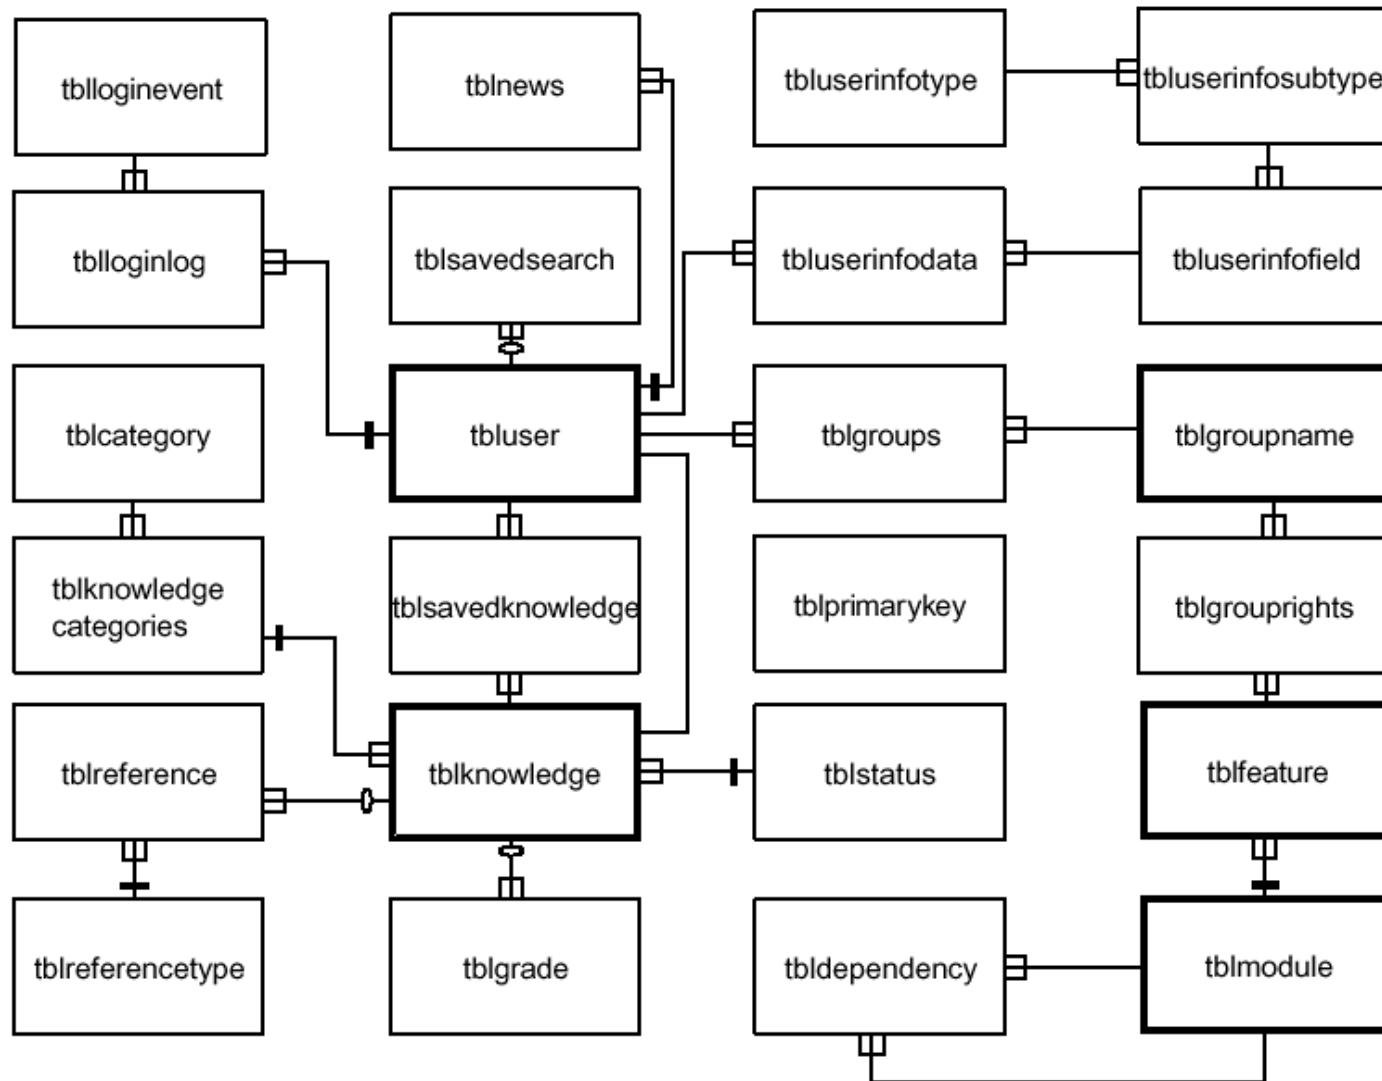 tblloginevent
tblnews
tbluserinfotype
tbluserinfosubtype
tblloginlog
tblsavedsearch
tbluserinfodata
tbluserinfofield
tblcategory
tbluser
tblgroups
tblgroupname
tblknowledge
categories
tblsavedknowledge
tblprimarykey
tblgrouprights
tblreference
tblknowledge
tblstatus
tblfeature
tblreferencetype
tblgrade
tbldependency
tblmodule